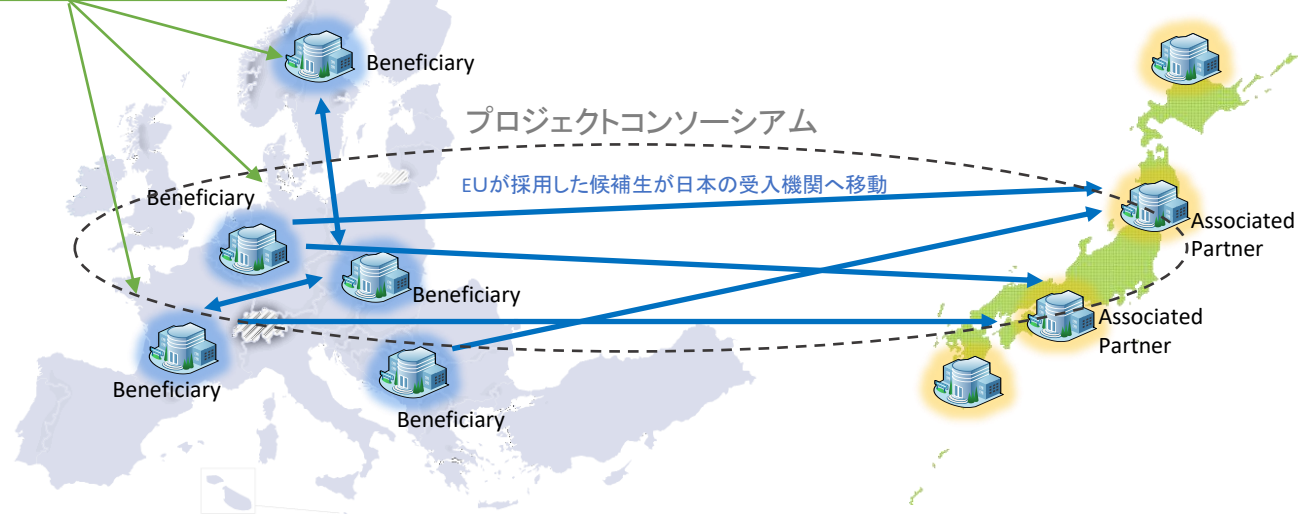 Beneficiary
プロジェクトコンソーシアム
EUが採用した候補生が日本の受入機関へ移動
Beneficiary
Associated
Partner
Beneficiary
Associated
Partner
Beneficiary
Beneficiary